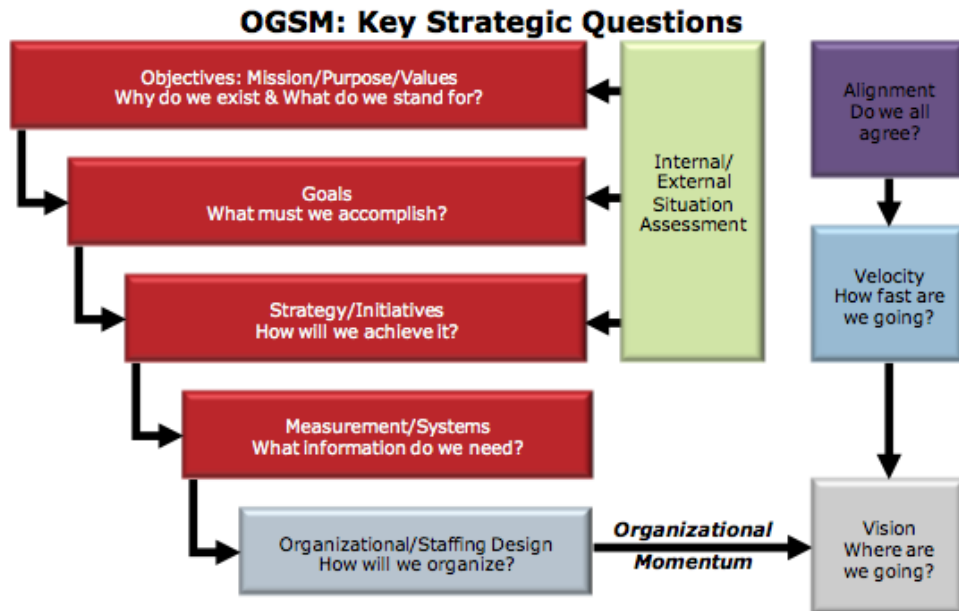 OGSM: Key Strategic Questions
Objectives: Mission/Purpose/Values
Why do we exist & What do we stand for?
Goals
What must we accomplish?
Strategy/Initiatives
How will we achieve it?
Measurement/Systems
What information do we need?
Organizational/Staffing Design
How will we organize?
Internal/
External
Situation
Assessment
Organizational
Momentum
Alignment
Do we all
agree?
Velocity
How fast are
we going?
Vision
Where are
we going?